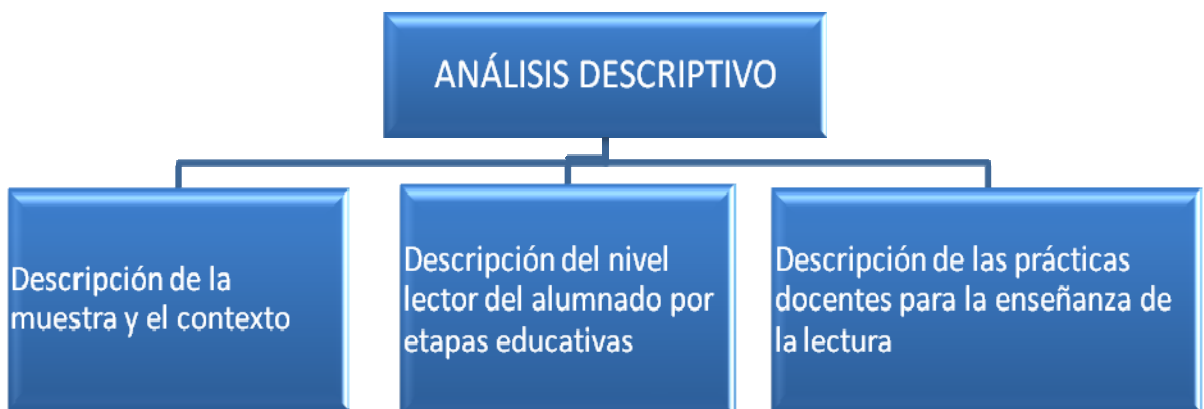 ANÁLISIS DESCRIPTIVO
Descripción de la
muestra y el contexto
Descripción del nivel
lector del alumnado por
etapas educativas
Descripción de las prácticas
docentes para la enseñanza de
la lectura